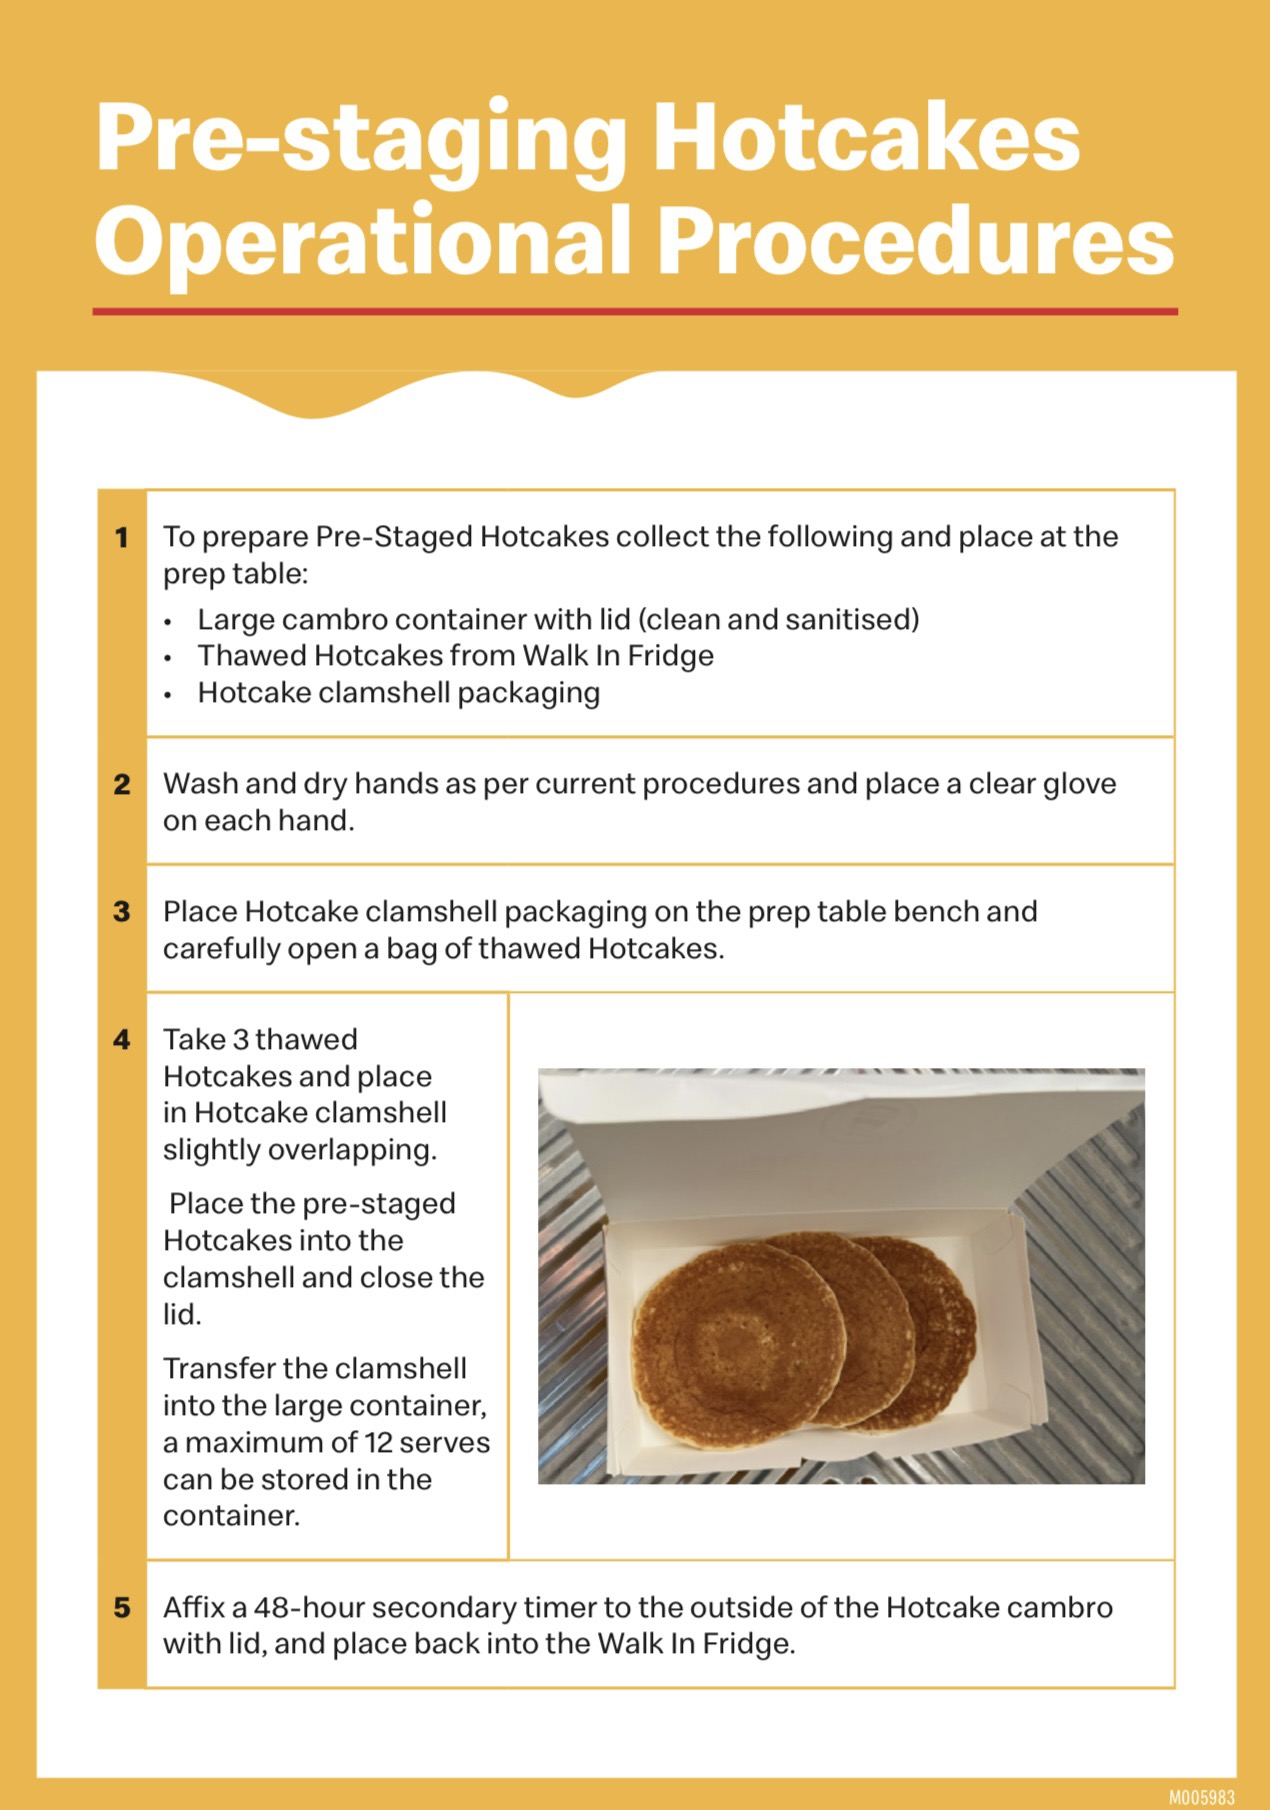 Pre-staging Hotcakes
Operational Procedures
1
To prepare Pre-Staged Hotcakes collect the following and place at the
prep table:
• Large cambro container with lid (clean and sanitised)
• Thawed Hotcakes from Walk In Fridge
• Hotcake clamshell packaging
2
Wash and dry hands as per current procedures and place a clear glove
on each hand.
3
Place Hotcake clamshell packaging on the prep table bench and
carefully open a bag of thawed Hotcakes.
4
Take 3 thawed
Hotcakes and place
in Hotcake clamshell
slightly overlapping.
Place the pre-staged
Hotcakes into the
clamshell and close the
lid.
Transfer the clamshell
into the large container,
a maximum of 12 serves
can be stored in the
container.
5
Affix a 48-hour secondary timer to the outside of the Hotcake cambro
with lid, and place back into the Walk In Fridge.
M005983